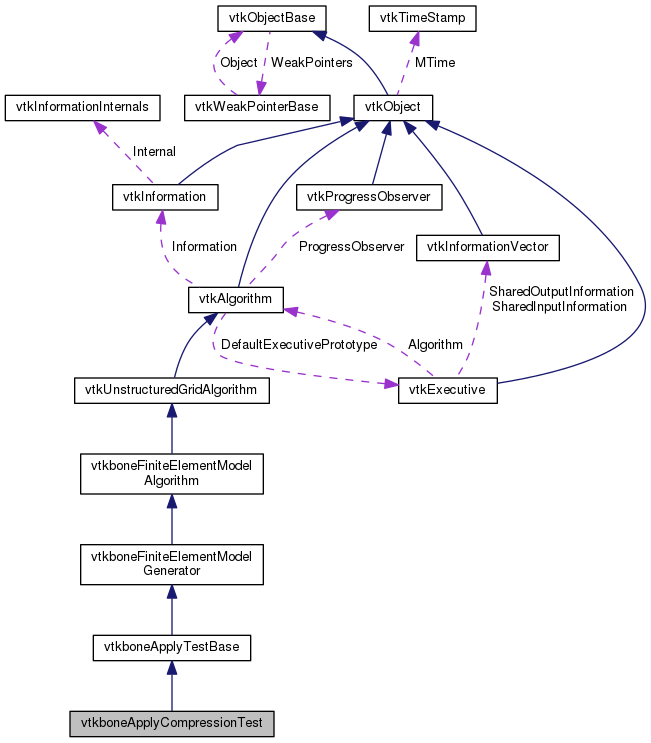 vtkObjectBase
vtkTimeStamp
Object
WeakPointers
MTime
vtkInformationInternals
vtkWeakPointerBase
vtkObject
Internal
vtkInformation
vtkProgressObserver
Information
ProgressObserver
vtkInformationVector
vtkAlgorithm
SharedOutputInformation
SharedInputInformation
DefaultExecutivePrototype
Algorithm
vtkUnstructuredGridAlgorithm
vtkExecutive
vtkboneFiniteElementModel
Algorithm
vtkboneFiniteElementModel
Generator
vtkboneApplyTestBase
vtkboneApplyCompressionTest